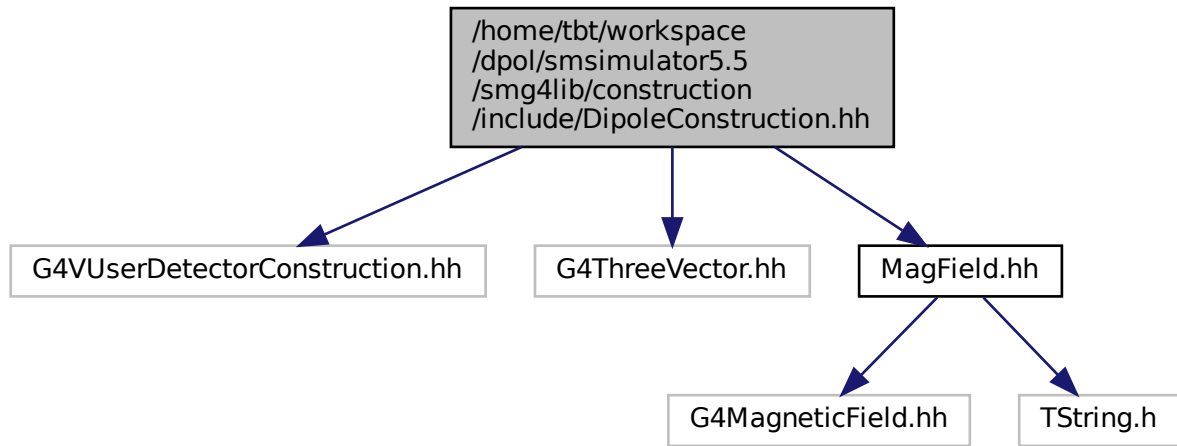 /home/tbt/workspace
/dpol/smsimulator5.5
/smg4lib/construction
/include/DipoleConstruction.hh
G4VUserDetectorConstruction.hh
G4ThreeVector.hh
MagField.hh
G4MagneticField.hh
TString.h